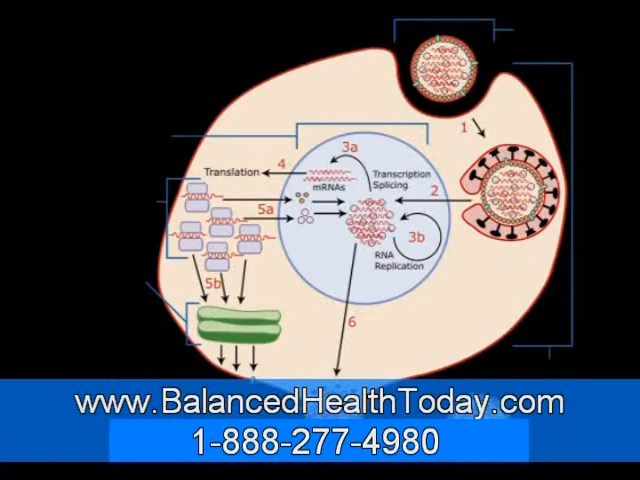 1
3a
4
Translation
mRNAs
Transcription
Splicing
2
5a
3b
RNA
Replication
5b
6
www.BalancedHealthToday.com
1-888-277-4980